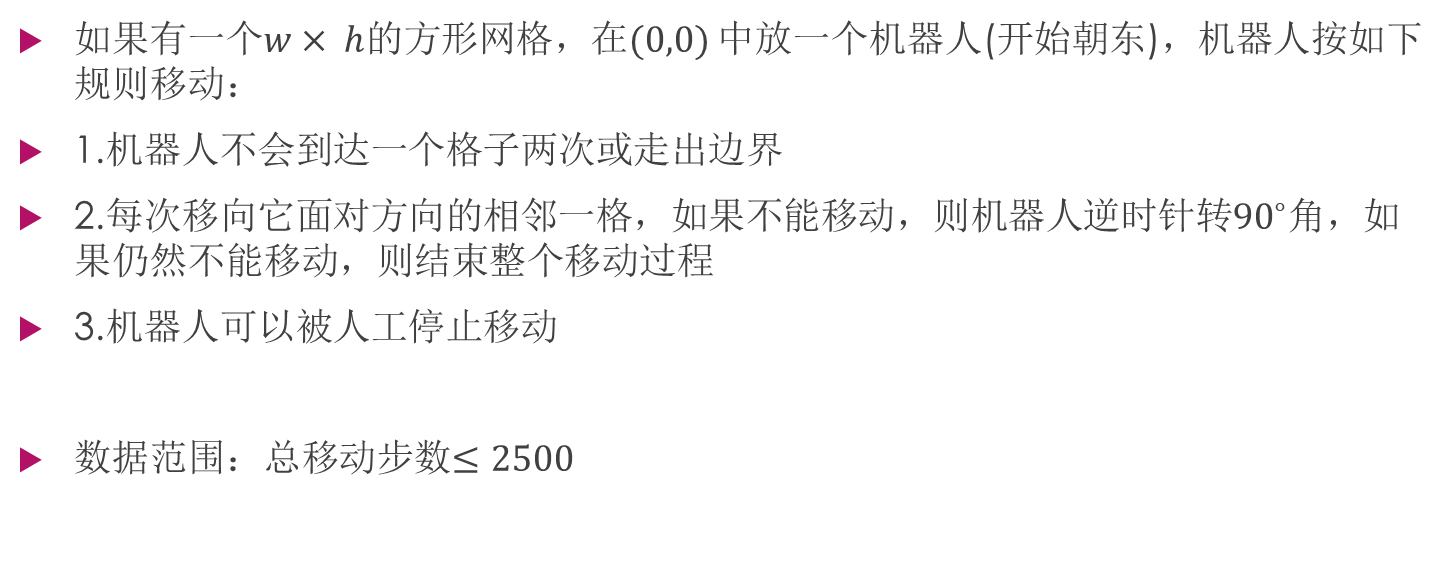 如果有一个w × h的方形网格，在(0,0) 中放一个机器人(开始朝东)，机器人按如下
规则移动：
1.机器人不会到达一个格子两次或走出边界
2.每次移向它面对方向的相邻一格，如果不能移动，则机器人逆时针转90°角，如
果仍然不能移动，则结束整个移动过程
3.机器人可以被人工停止移动
数据范围：总移动步数≤ 2500